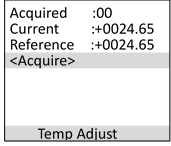 Acquired :00
Current :+0024.65
Reference :+0024.65
<Acquire>
Temp Adjust